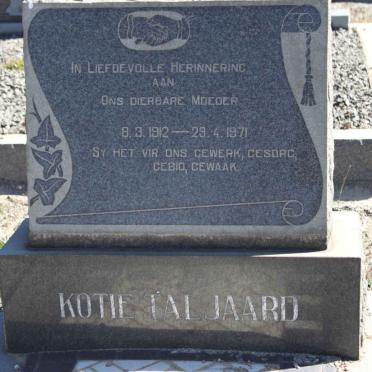 In Liefdevolle Herinnering
aan
Ons dierbare Moeder
8.3.1912 — 29.4.1971
Sy het vir ons gewerk, gesorg,
gebid, gewaak.
KOTIE TALJAARD